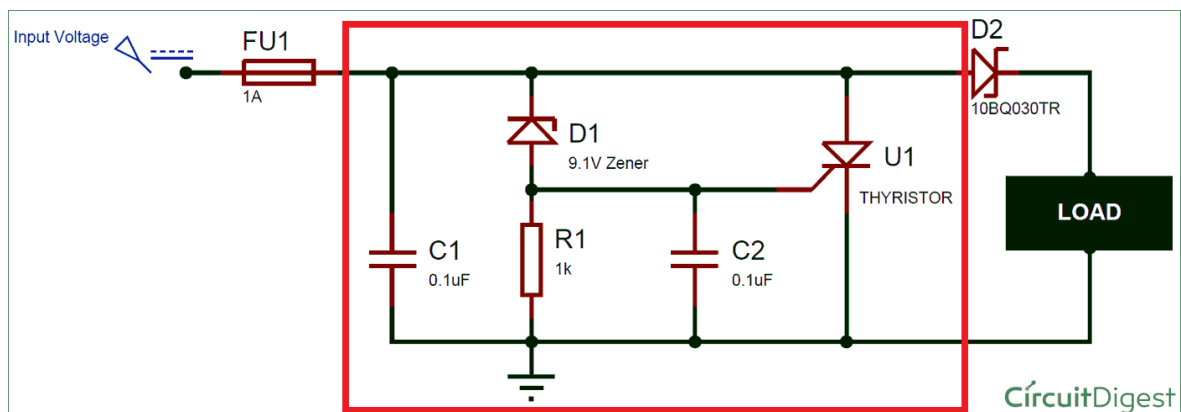 Input Voltage
FU1
1A
D2
10BQ030TR
D1
9.1V Zener
U1
THYRISTOR
LOAD
C1
0.1uF
R1
1k
C2
0.1uF
CircuitDigest